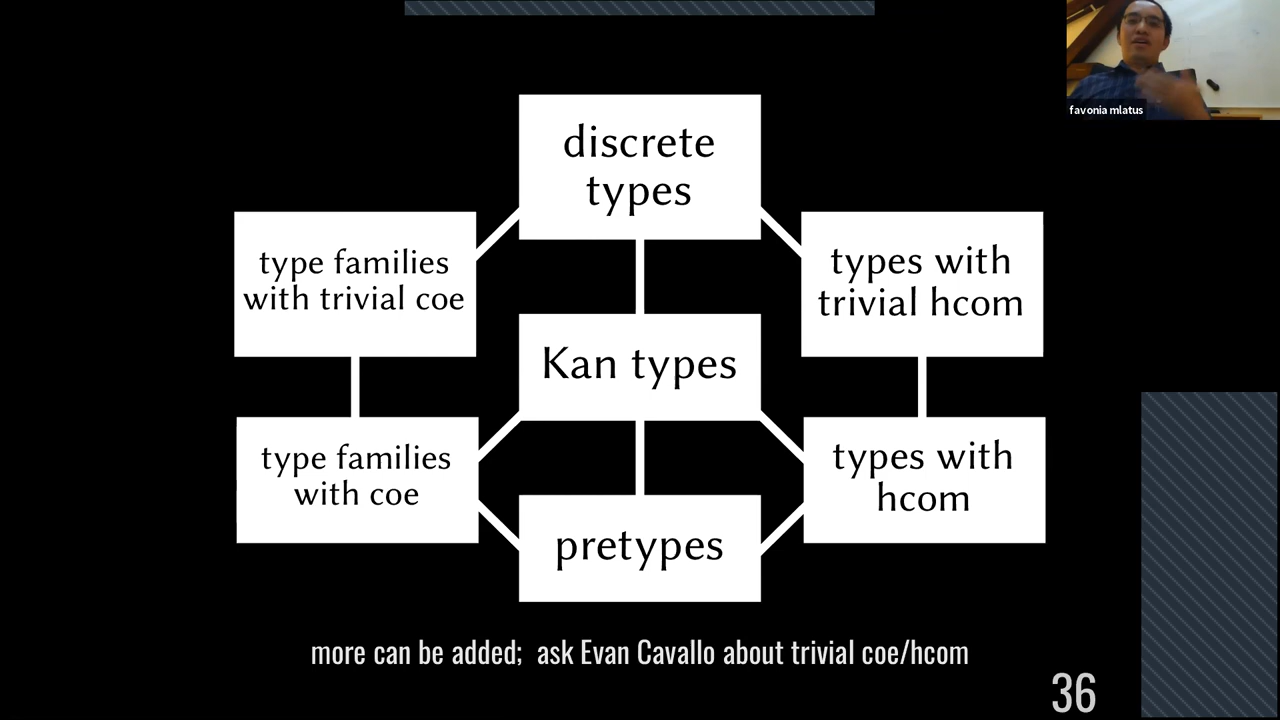 favonia mlatus
discrete
types
type families
with trivial coe
types with
trivial hcom
Kan types
type families
with coe
types with
hcom
pretypes
more can be added;  ask Evan Cavallo about trivial coe/hcom
36